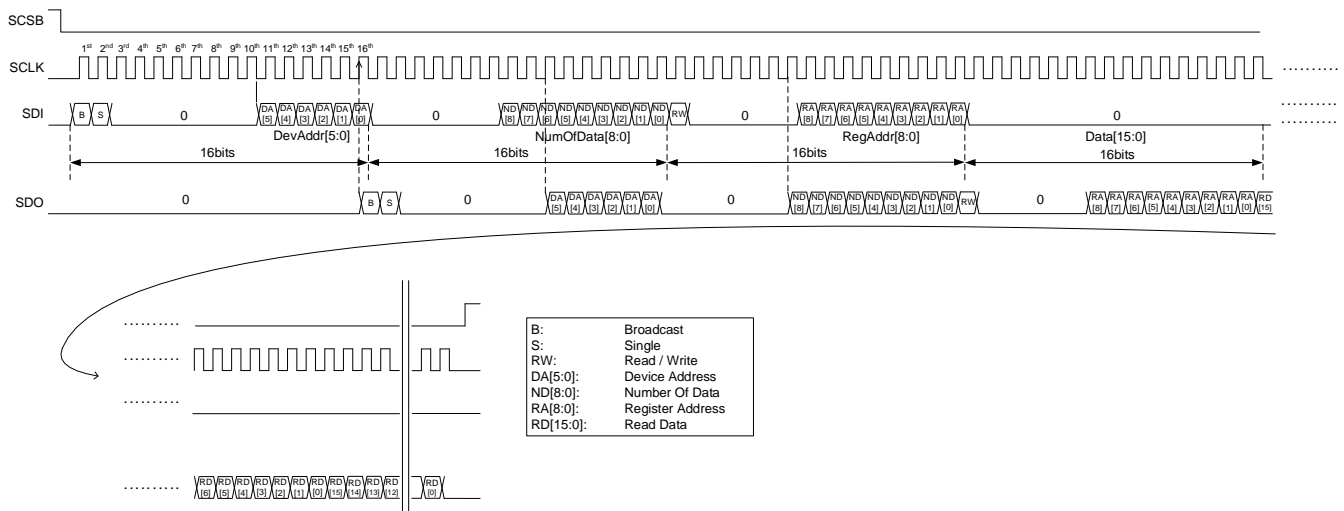 SCSB
1st 2nd 3rd 4th 5th 6th 7th 8th 9th 10th 11th 12th 13th 14th 15th 16th
SCLK ..........
SDI B S 0 DA [5] DA [4] DA [3] DA [2] DA [1] DA [0] 0 ND [8] ND [7] ND [6] ND [5] ND [4] ND [3] ND [2] ND [1] ND [0] RW 0 RA [8] RA [7] RA [6] RA [5] RA [4] RA [3] RA [2] RA [1] RA [0] 0 ..........
DevAddr[5:0] NumOfData[8:0] RegAddr[8:0] Data[15:0] ..........
16bits 16bits 16bits 16bits
SDO 0 B S 0 DA [5] DA [4] DA [3] DA [2] DA [1] DA [0] 0 ND [8] ND [7] ND [6] ND [5] ND [4] ND [3] ND [2] ND [1] ND [0] RW 0 RA [8] RA [7] RA [6] RA [5] RA [4] RA [3] RA [2] RA [1] RA [0] RD [15]
..........
..........
..........
.......... RD [6] RD [5] RD [4] RD [3] RD [2] RD [1] RD [0] RD [15] RD [14] RD [13] RD [12] RD [0]
B: Broadcast
S: Single
RW: Read / Write
DA[5:0]: Device Address
ND[8:0]: Number Of Data
RA[8:0]: Register Address
RD[15:0]: Read Data